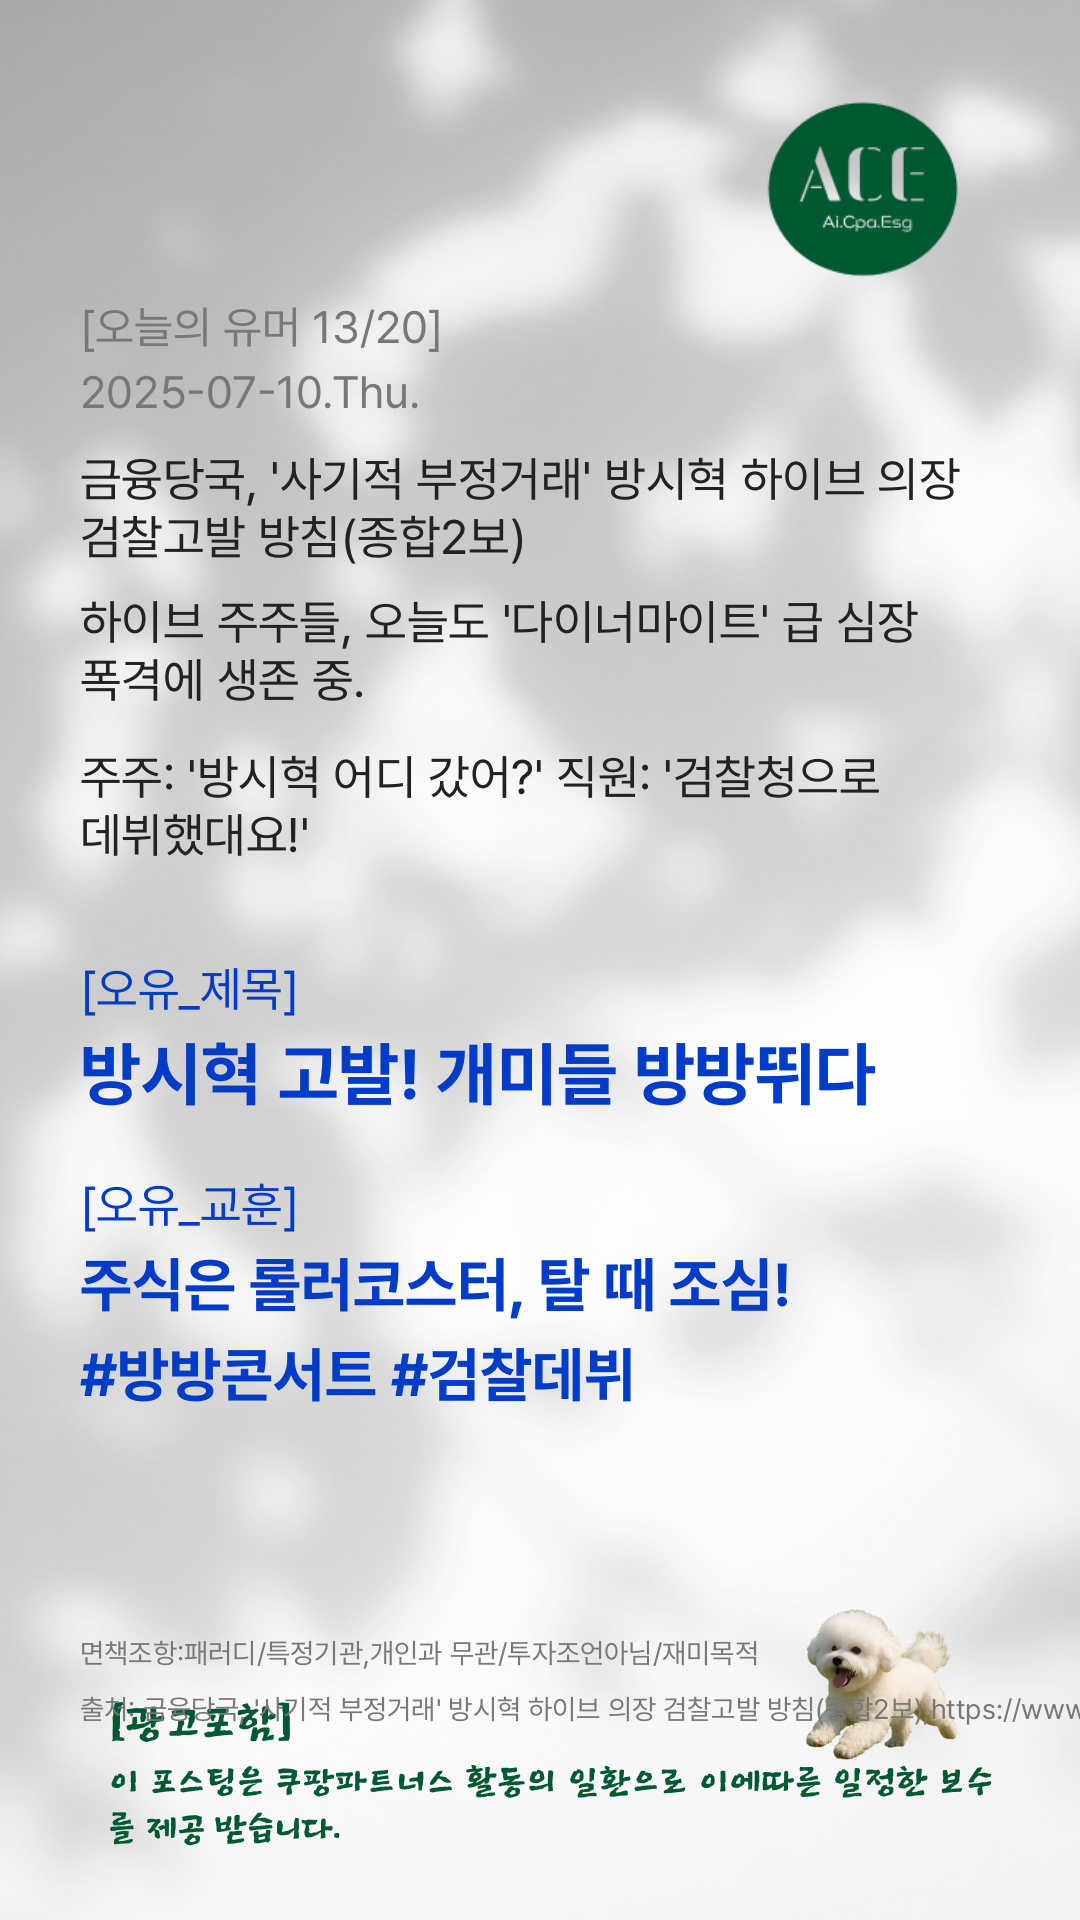 ACE
Ai.Cpa.Esg
[오늘의 유머 13/20]
2025-07-10.Thu.
금융당국, '사기적 부정거래' 방시혁 하이브 의장
검찰고발 방침(종합2보)
하이브 주주들, 오늘도 '다이너마이트' 급 심장
폭격에 생존 중.
주주: '방시혁 어디 갔어?' 직원: '검찰청으로
데뷔했대요!'
[오유_제목]
방시혁 고발! 개미들 방방뛰다
[오유_교훈]
주식은 롤러코스터, 탈 때 조심!
#방방콘서트 #검찰데뷔
면책조항:패러디/특정기관,개인과 무관/투자조언아님/재미목적
출처: 금융당국, '사기적 부정거래' 방시혁 하이브 의장 검찰고발 방침(종합2보),https://www
[광고포함]
이 포스팅은 쿠팡파트너스 활동의 일환으로 이에따른 일정한 보수
를 제공 받습니다.